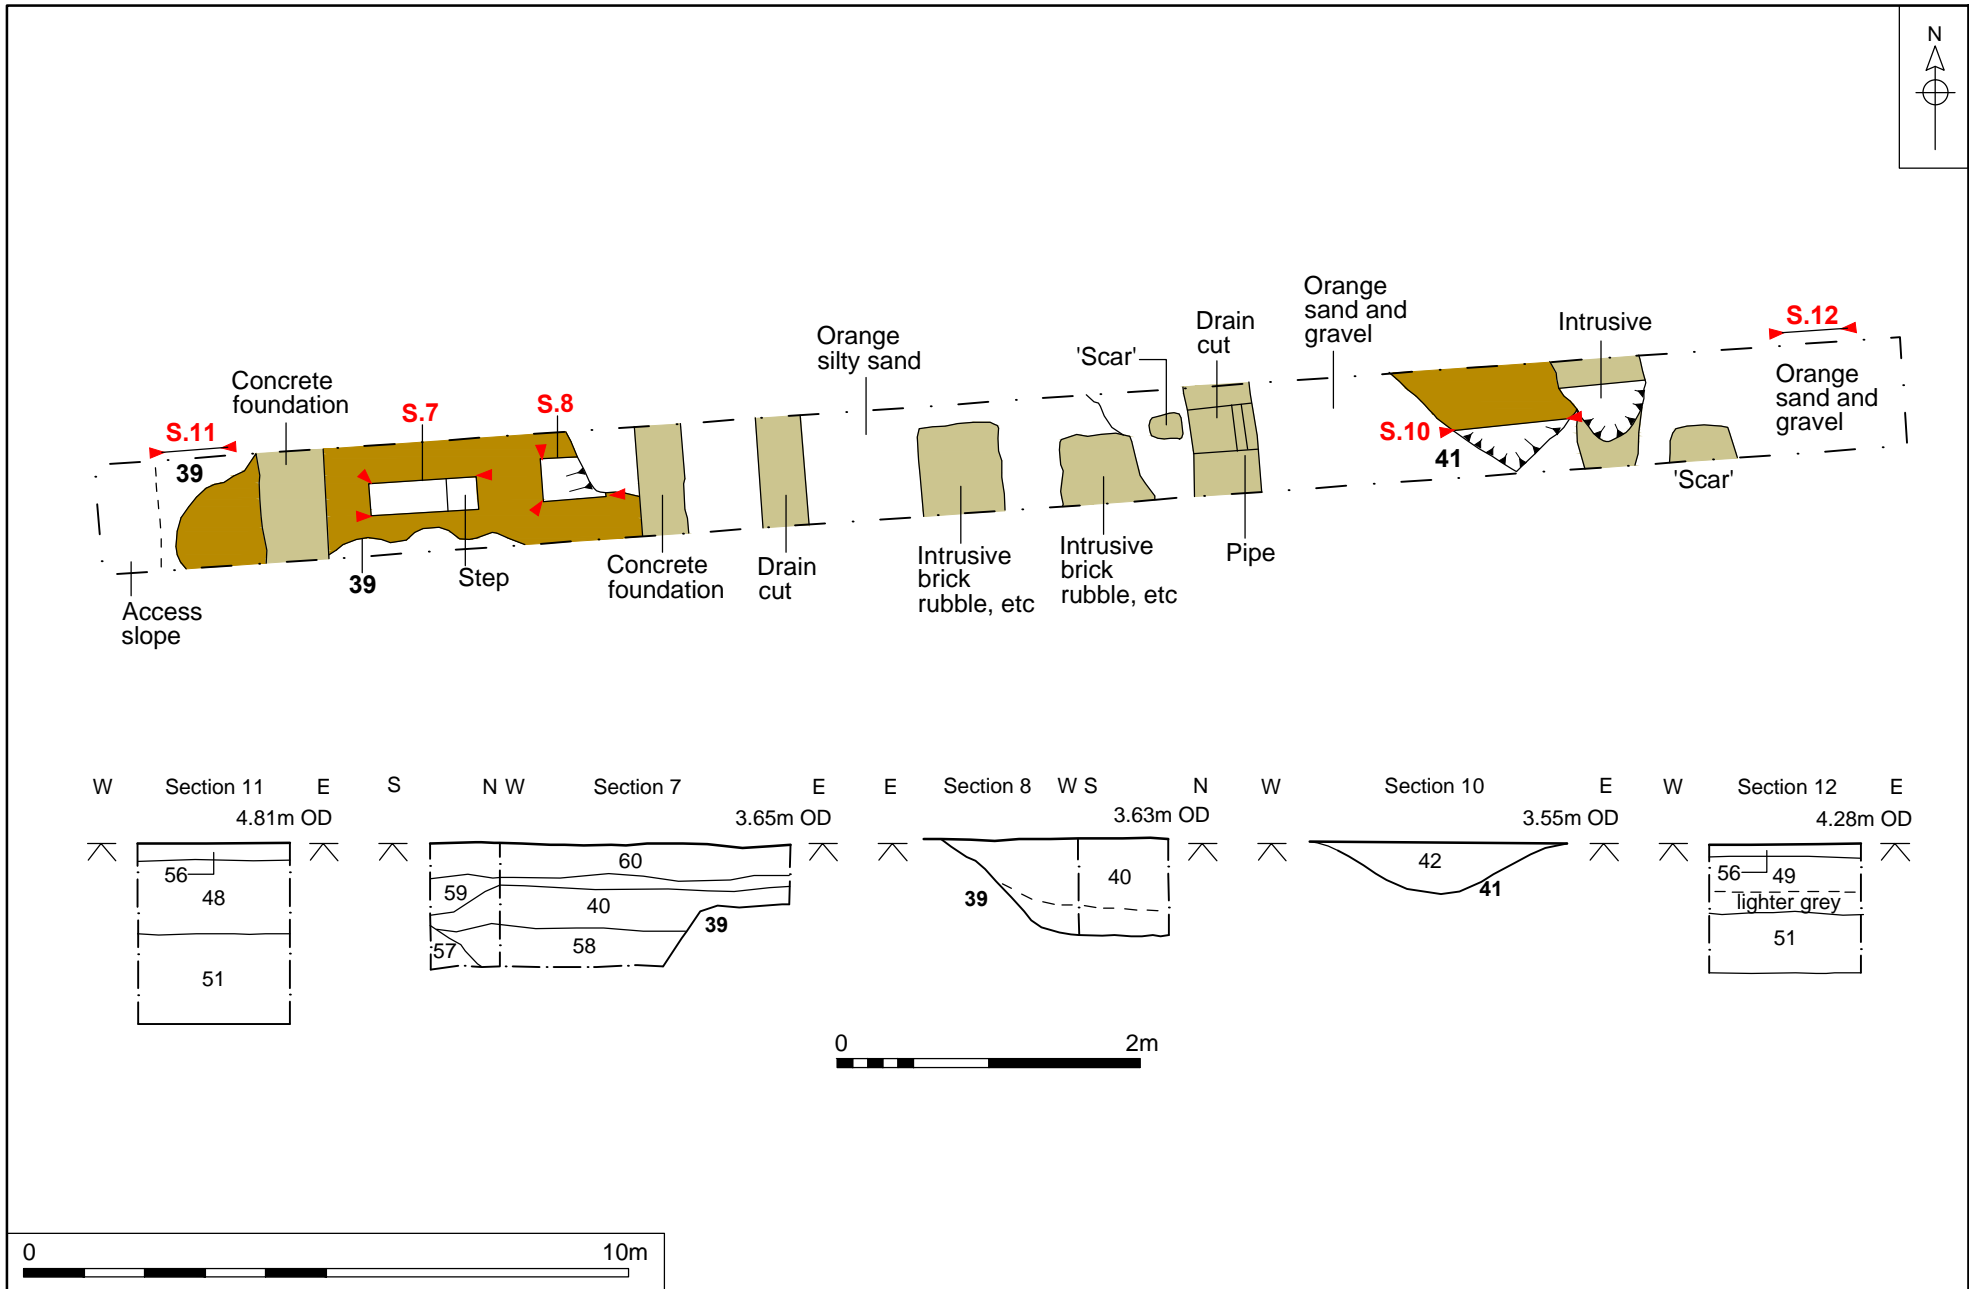 N
Orange
sand and
gravel
S.12
Drain
cut
Intrusive
Orange
silty sand
'Scar'
Orange
sand and
gravel
Concrete
foundation
S.7
S.8
S.11
39
S.10
41
'Scar'
39
Step
Concrete
foundation
Drain
cut
Intrusive
brick
rubble, etc
Intrusive
brick
rubble, etc
Pipe
Access
slope
W Section 11 E
4.81m OD
56
48
51
S N W Section 7 E
3.65m OD
60
59
40
39
57
58
E Section 8 W S N
3.63m OD
40
39
W Section 10 E
3.55m OD
42
41
W Section 12 E
4.28m OD
56
49
lighter grey
51
0 2m
0 10m